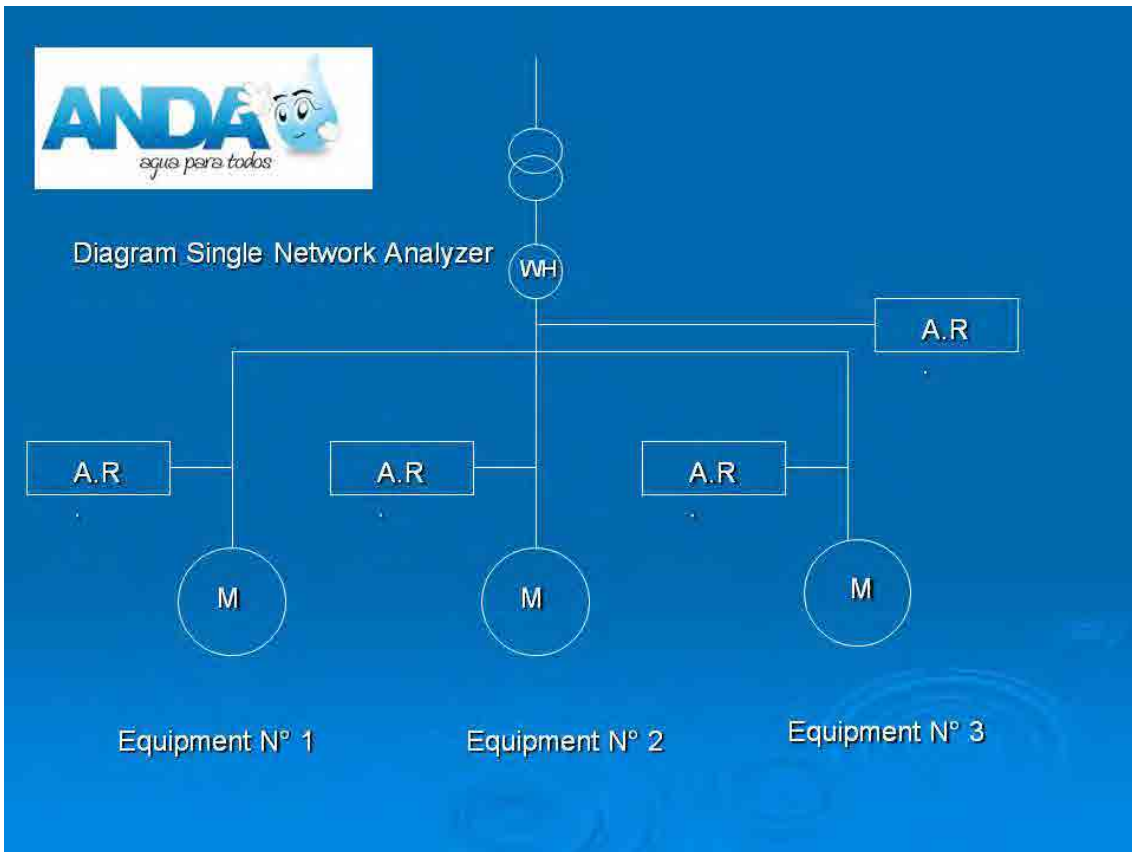 ANDA
agua para todos
Diagram Single Network Analyzer
WH
A.R
.
A.R
.
A.R
.
A.R
.
M
M
M
Equipment N° 1
Equipment N° 2
Equipment N° 3